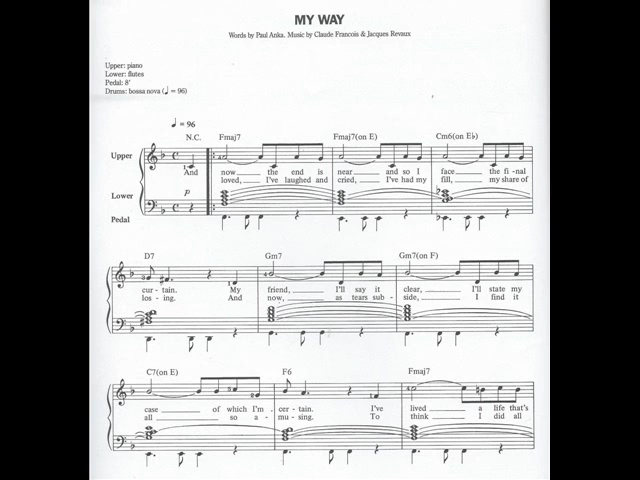 MY WAY
Words by Paul Anka. Music by Claude Francois & Jacques Revaux
Upper: piano
Lower: flutes
Pedal: 8'
Drums: bossa nova (♩ = 96)
♩ = 96
N.C. Fmaj7 Fmaj7(on E) Cm6(on E♭)
Upper
And now the end is near and so I face the fi-nal
loved, I've laughed and cried, I've had my fill, my share of
p
Lower
Pedal
D7 Gm7 Gm7(on F)
cur - tain. My friend, I'll say it clear, I'll state my
los - ing. And now, as tears sub - side, I find it
C7(on E) F6 Fmaj7
case of which I'm cer - tain. I've lived a life that's
all so a - mu - sing. To think I did all